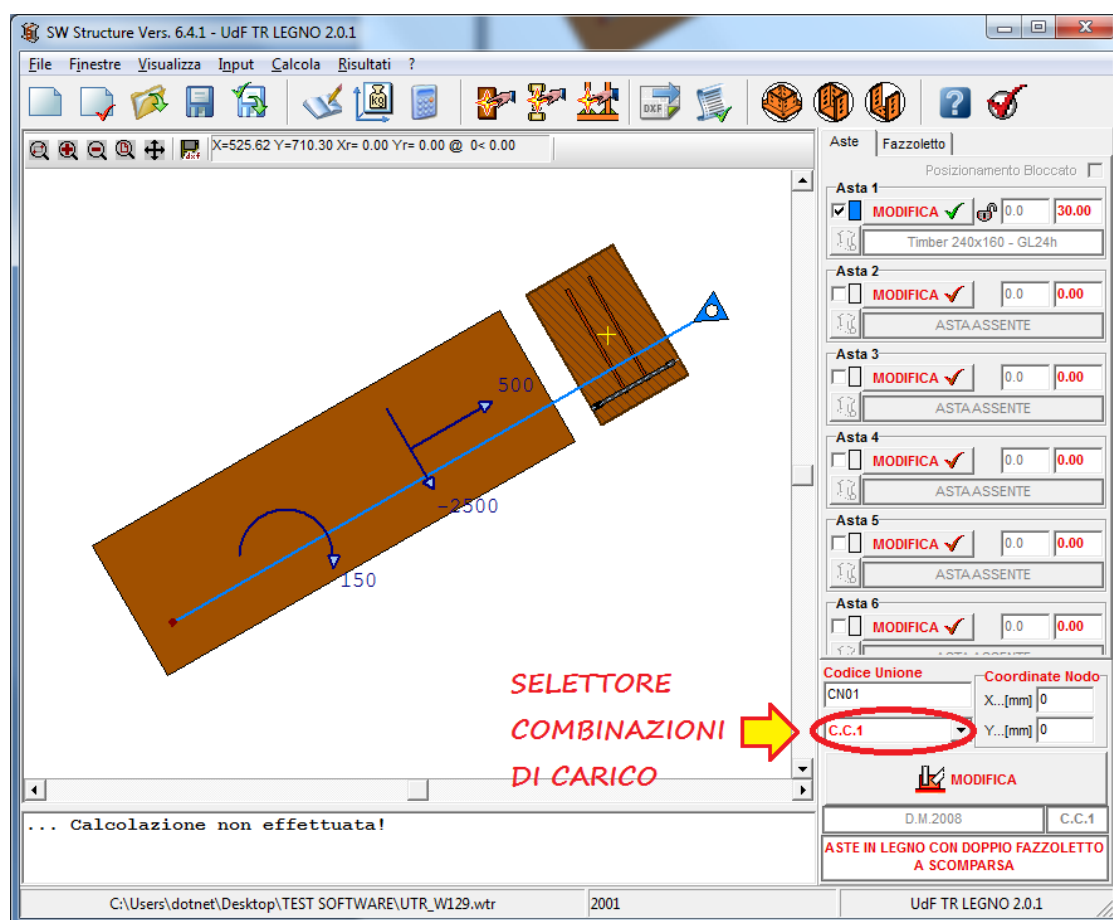 SW Structure Vers. 6.4.1 - UdF TR LEGNO 2.0.1
File Finestre Visualizza Input Calcola Risultati ?
kg
DXF
dxf
X=525.62 Y=710.30 Xr= 0.00 Yr= 0.00 @ 0< 0.00
500
-2500
150
SELETTORE
COMBINAZIONI
DI CARICO
Aste Fazzoletto
Posizionamento Bloccato
Asta 1
MODIFICA 0.0 30.00
Timber 240x160 - GL24h
Asta 2
MODIFICA 0.0 0.00
ASTA ASSENTE
Asta 3
MODIFICA 0.0 0.00
ASTA ASSENTE
Asta 4
MODIFICA 0.0 0.00
ASTA ASSENTE
Asta 5
MODIFICA 0.0 0.00
ASTA ASSENTE
Asta 6
MODIFICA 0.0 0.00
ASTA ASSENTE
Codice Unione
CN01
C.C.1
Coordinate Nodo
X...[mm] 0
Y...[mm] 0
MODIFICA
D.M.2008 C.C.1
ASTE IN LEGNO CON DOPPIO FAZZOLETTO
A SCOMPARSA
... Calcolazione non effettuata!
C:\Users\dotnet\Desktop\TEST SOFTWARE\UTR_W129.wtr 2001 UdF TR LEGNO 2.0.1